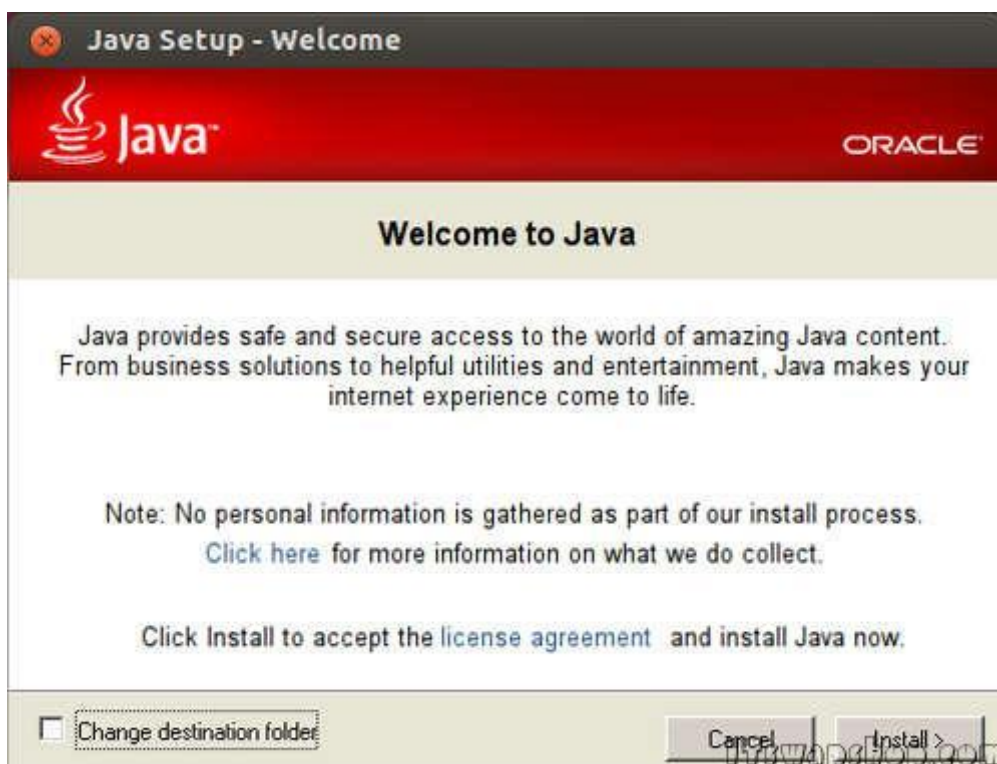 Java Setup - Welcome
Java™
ORACLE
Welcome to Java
Java provides safe and secure access to the world of amazing Java content.
From business solutions to helpful utilities and entertainment, Java makes your
internet experience come to life.
Note: No personal information is gathered as part of our install process.
Click here for more information on what we do collect.
Click Install to accept the license agreement and install Java now.
Change destination folder
Cancel
Install >